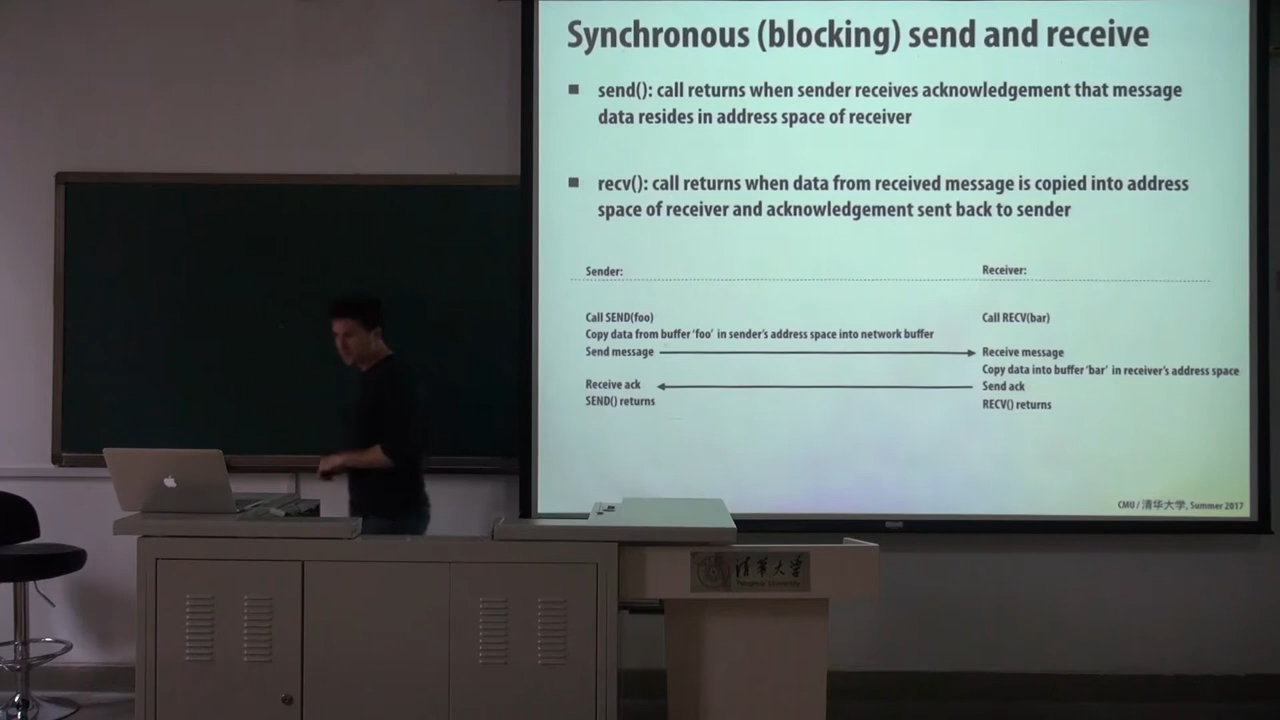 Synchronous (blocking) send and receive
■ send(): call returns when sender receives acknowledgement that message
data resides in address space of receiver
■ recv(): call returns when data from received message is copied into address
space of receiver and acknowledgement sent back to sender
Sender:
Receiver:
Call SEND(foo)
Call RECV(bar)
Copy data from buffer ‘foo’ in sender’s address space into network buffer
Send message
Receive message
Copy data into buffer ‘bar’ in receiver’s address space
Receive ack
Send ack
SEND() returns
RECV() returns
CMU / 清华大学, Summer 2017
清华大学
Tsinghua University